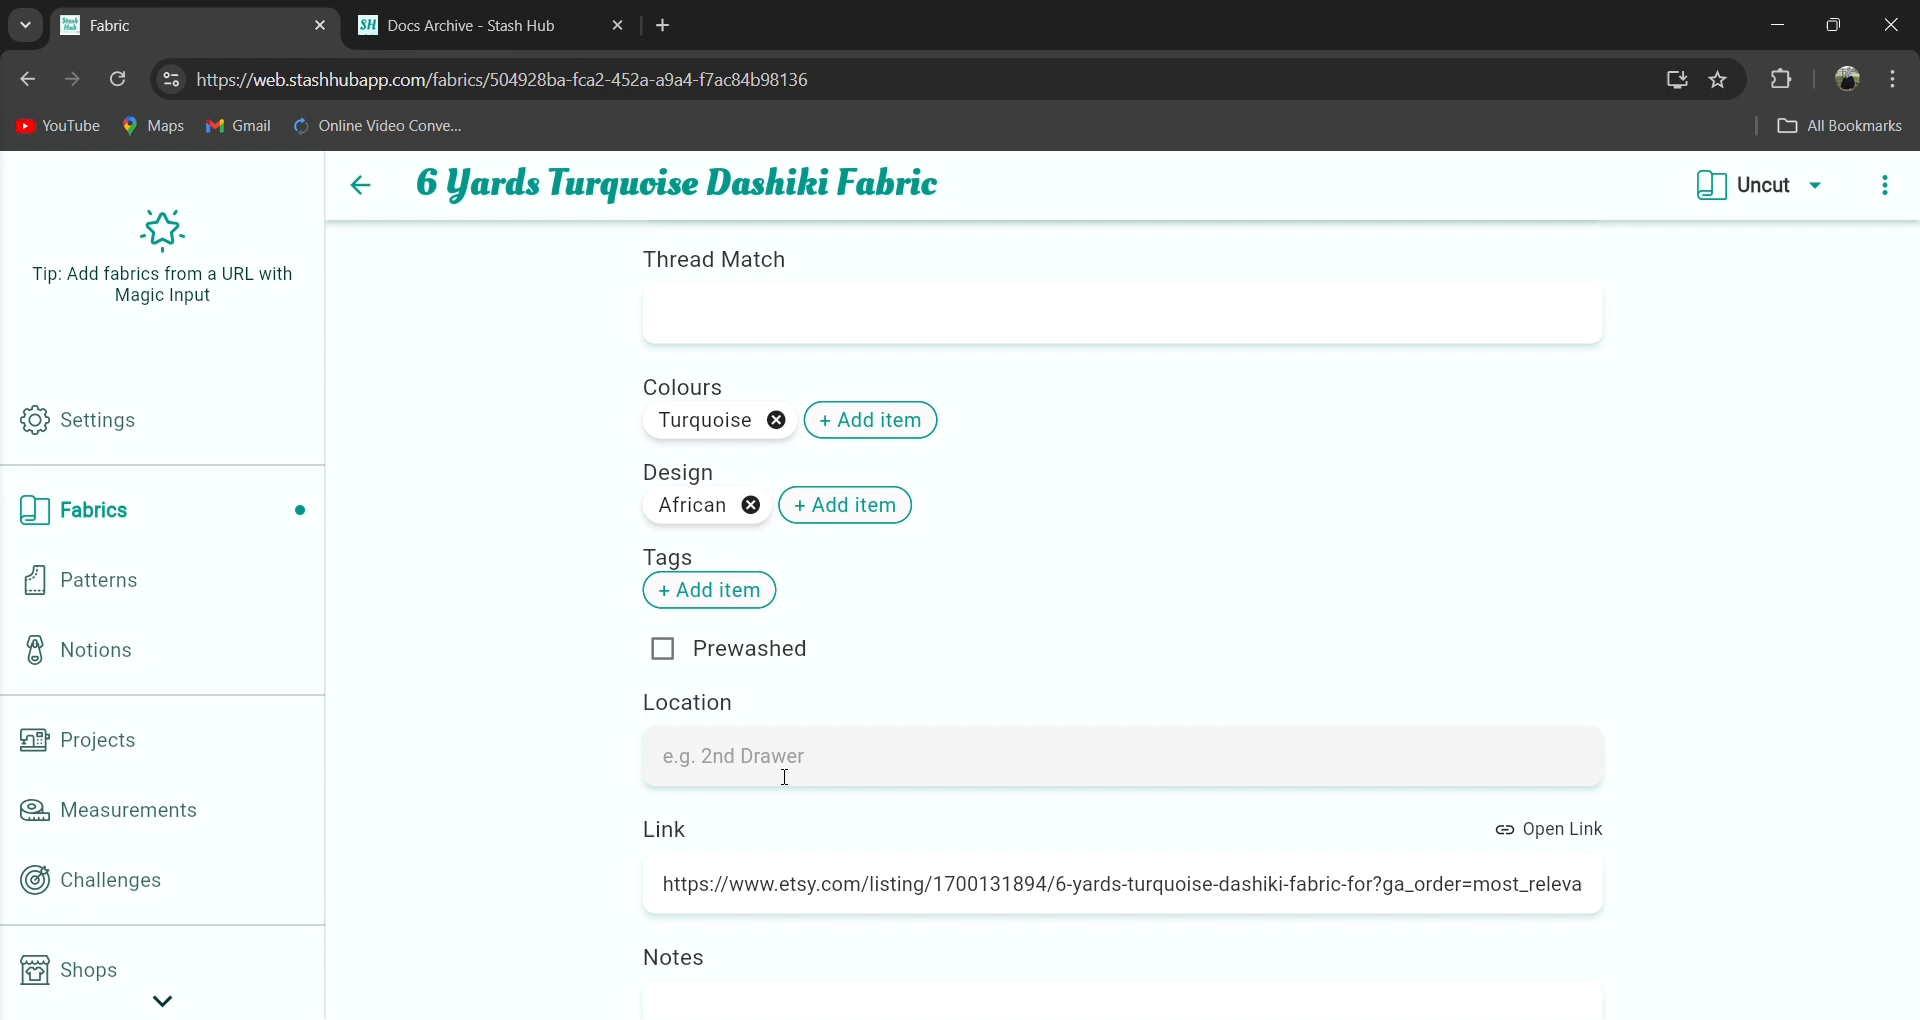 Fabric
SH Docs Archive - Stash Hub
https://web.stashhubapp.com/fabrics/504928ba-fca2-452a-a9a4-f7ac84b98136
YouTube
Maps
Gmail
Online Video Conve...
All Bookmarks
Tip: Add fabrics from a URL with
Magic Input
Settings
Fabrics
Patterns
Notions
Projects
Measurements
Challenges
Shops
6 Yards Turquoise Dashiki Fabric
Uncut
Thread Match
Colours
Turquoise
+ Add item
Design
African
+ Add item
Tags
+ Add item
Prewashed
Location
e.g. 2nd Drawer
Link
Open Link
https://www.etsy.com/listing/1700131894/6-yards-turquoise-dashiki-fabric-for?ga_order=most_releva
Notes